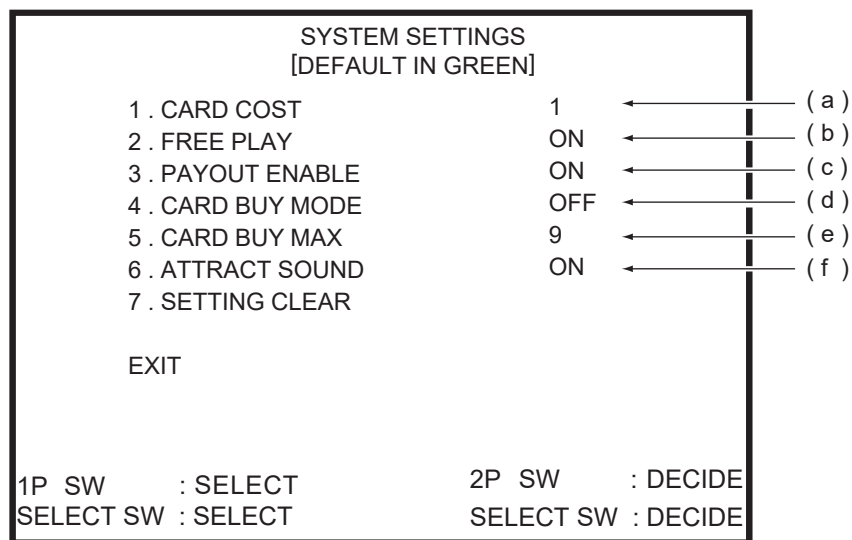 SYSTEM SETTINGS
[DEFAULT IN GREEN]
1 . CARD COST 1 ( a )
2 . FREE PLAY ON ( b )
3 . PAYOUT ENABLE ON ( c )
4 . CARD BUY MODE OFF ( d )
5 . CARD BUY MAX 9 ( e )
6 . ATTRACT SOUND ON ( f )
7 . SETTING CLEAR
EXIT
1P SW : SELECT 2P SW : DECIDE
SELECT SW : SELECT SELECT SW : DECIDE